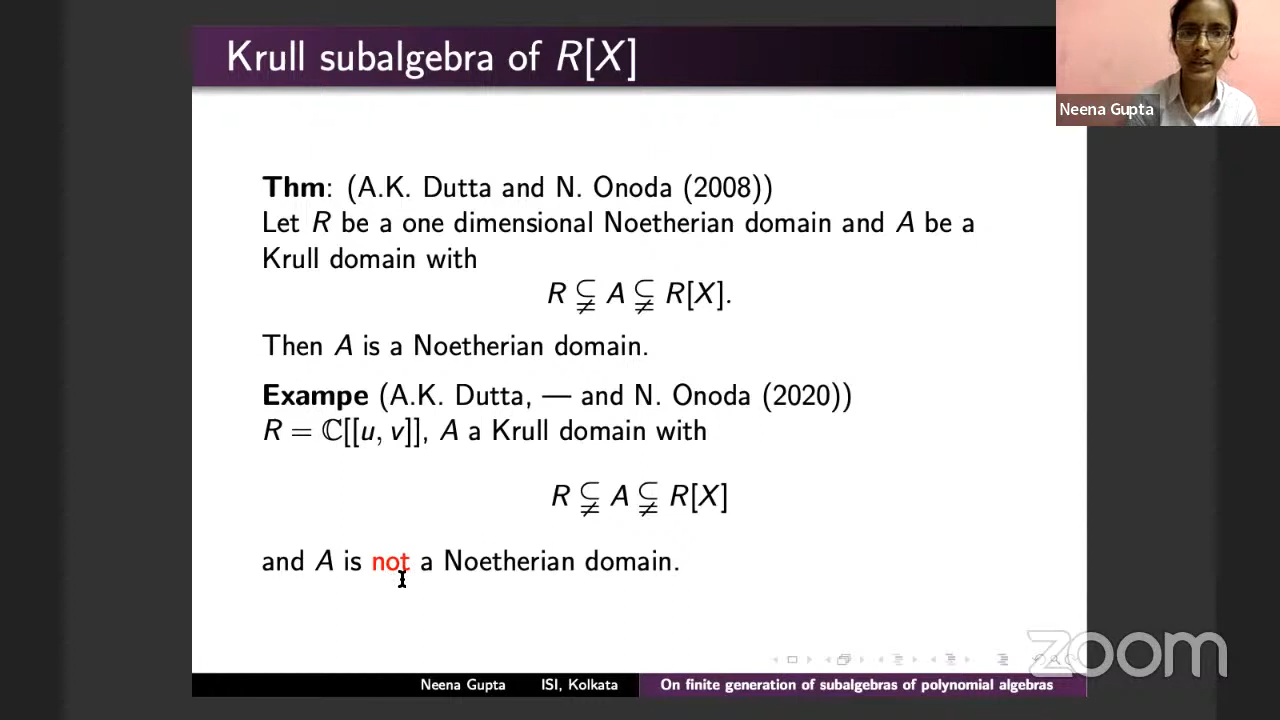 Krull subalgebra of R[X]
Neena Gupta
Thm: (A.K. Dutta and N. Onoda (2008))
Let R be a one dimensional Noetherian domain and A be a
Krull domain with
R ⊊ A ⊊ R[X].
Then A is a Noetherian domain.
Exampe (A.K. Dutta, — and N. Onoda (2020))
R = ℂ[[u, v]], A a Krull domain with
R ⊊ A ⊊ R[X]
and A is not a Noetherian domain.
zoom
Neena Gupta ISI, Kolkata On finite generation of subalgebras of polynomial algebras